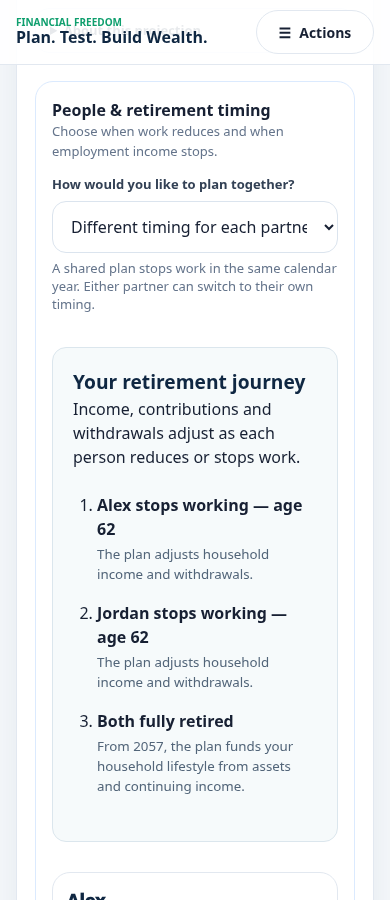 FINANCIAL FREEDOM
Plan. Test. Build Wealth.
☰ Actions
People & retirement timing
Choose when work reduces and when
employment income stops.
How would you like to plan together?
Different timing for each partne
A shared plan stops work in the same calendar
year. Either partner can switch to their own
timing.
Your retirement journey
Income, contributions and
withdrawals adjust as each
person reduces or stops work.
1. Alex stops working — age
62
The plan adjusts household
income and withdrawals.
2. Jordan stops working —
age 62
The plan adjusts household
income and withdrawals.
3. Both fully retired
From 2057, the plan funds your
household lifestyle from assets
and continuing income.
Alex